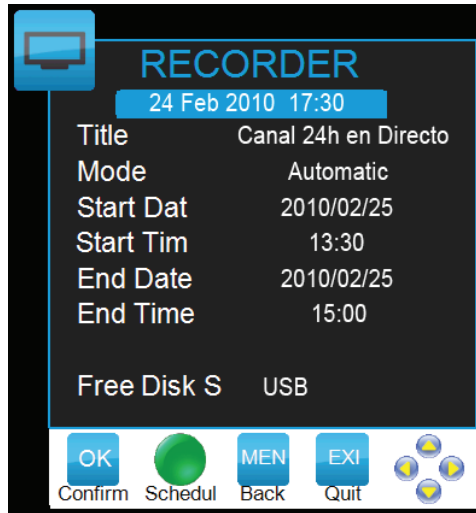 RECORDER
24 Feb 2010 17:30
Title Canal 24h en Directo
Mode Automatic
Start Dat 2010/02/25
Start Tim 13:30
End Date 2010/02/25
End Time 15:00
Free Disk S USB
OK MEN EXI
Confirm Schedul Back Quit